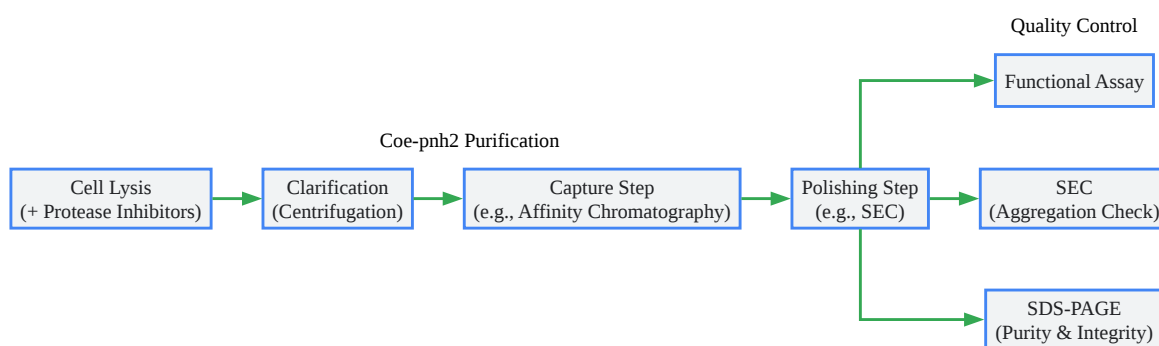 Quality Control
Functional Assay
Coe-pnh2 Purification
Cell Lysis
(+ Protease Inhibitors)
Clarification
(Centrifugation)
Capture Step
(e.g., Affinity Chromatography)
Polishing Step
(e.g., SEC)
SEC
(Aggregation Check)
SDS-PAGE
(Purity & Integrity)